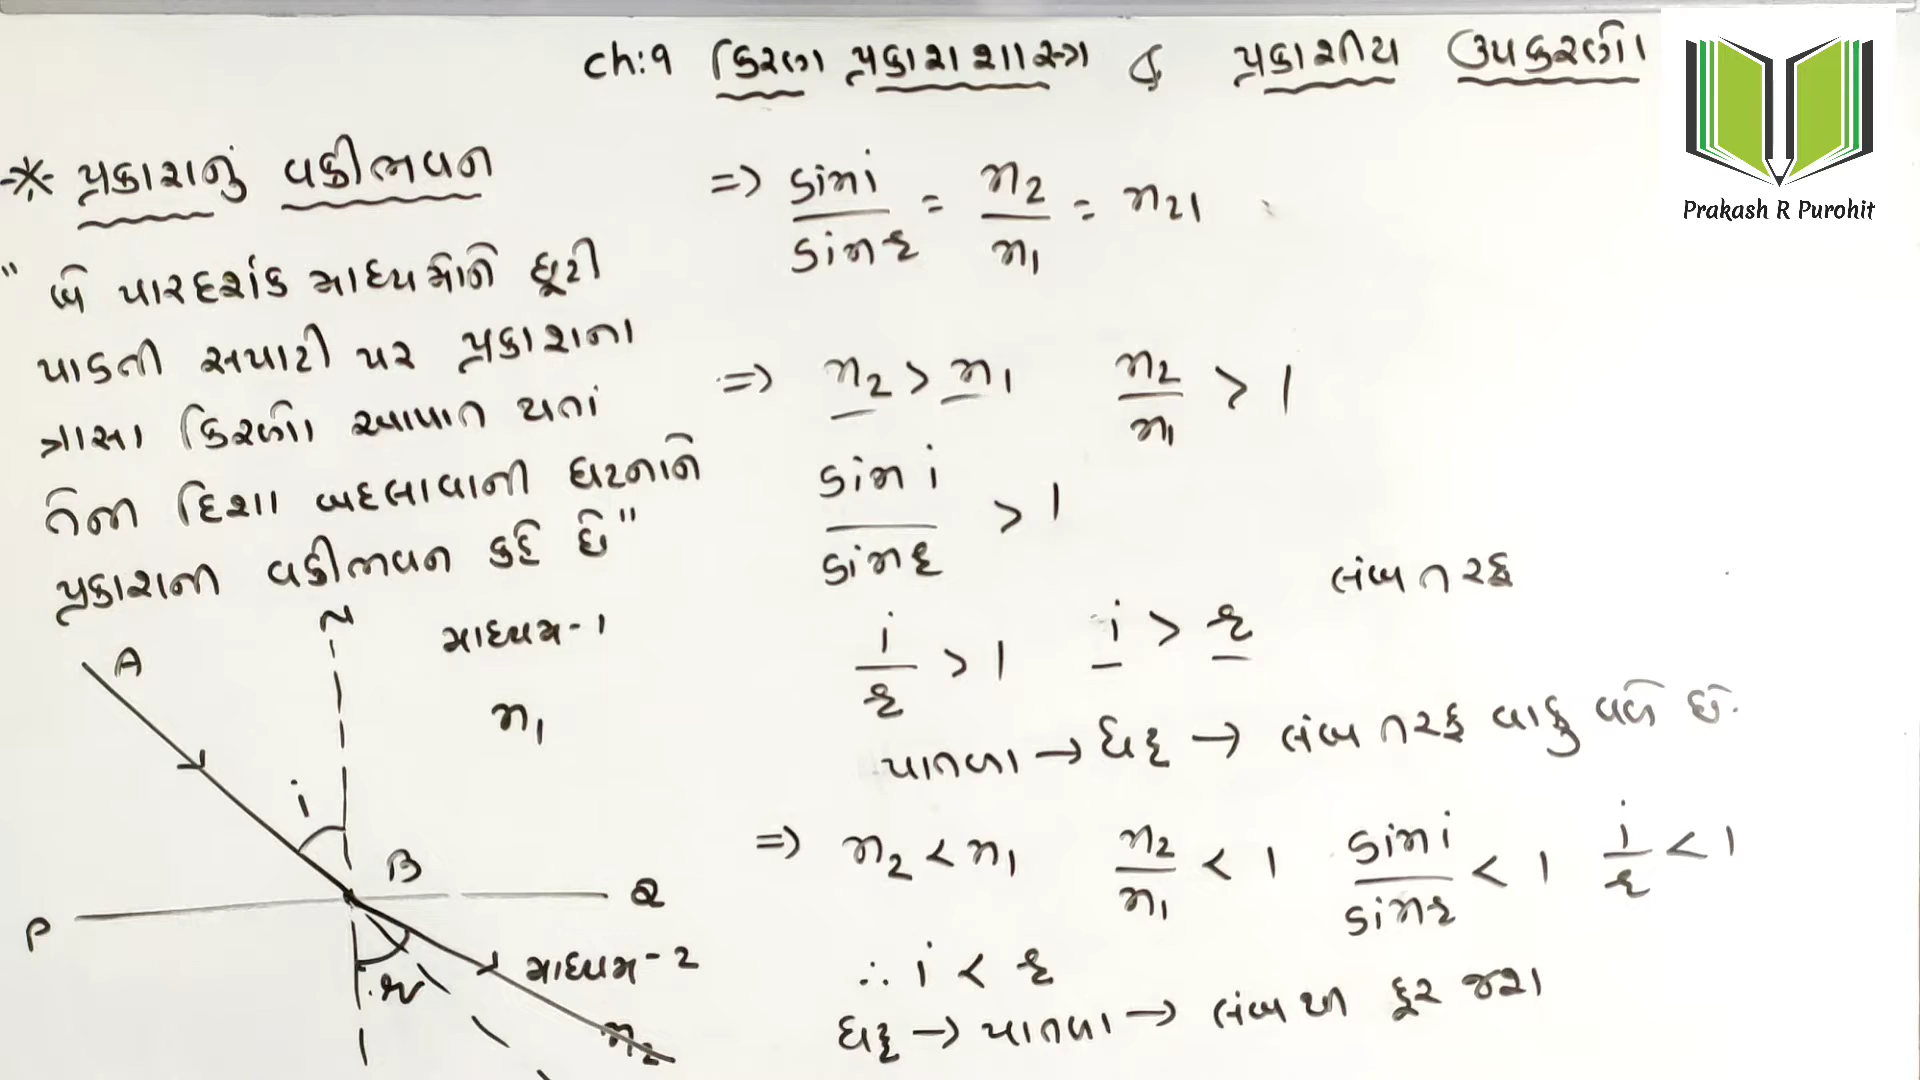 ch:9 કિરણ પ્રકાશશાસ્ત્ર ઈ પ્રકાશીય ઉપકરણો
Prakash R Purohit
-*- પ્રકાશનું વક્રીભવન
" બે પારદર્શક માધ્યમોને છૂટી
પાડતી સપાટી પર પ્રકાશના
ત્રાસા કિરણો આપાત થતાં
તેની દિશા બદલાવાની ઘટનાને
પ્રકાશની વક્રીભવન કહે છે"
N
માધ્યમ-1
n1
A
i
B
P
Q
માધ્યમ-2
r
n2
=> sin i / sin r = n2 / n1 = n21
=> n2 > n1 n2 / n1 > 1
sin i / sin r > 1
લંબ તરફ
i / r > 1 i > r
પાતળા -> ઘટ્ટ -> લંબ તરફ વાંકુ વળે છે.
=> n2 < n1 n2 / n1 < 1 sin i / sin r < 1 i / r < 1
∴ i < r
ઘટ્ટ -> પાતળા -> લંબ થી દૂર જશે